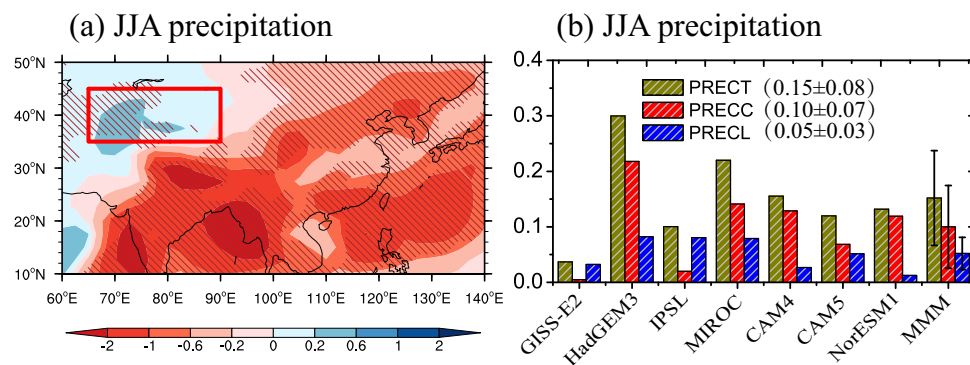 (a) JJA precipitation
50°N
40°N
30°N
20°N
10°N
60°E 70°E 80°E 90°E 100°E 110°E 120°E 130°E 140°E
-2 -1 -0.6 -0.2 0 0.2 0.6 1 2
(b) JJA precipitation
0.4
0.3
0.2
0.1
0.0
PRECT (0.15±0.08)
PRECC (0.10±0.07)
PRECL (0.05±0.03)
GISS-E2 HadGEM3 IPSL MIROC CAM4 CAM5 NorESM1 MMM